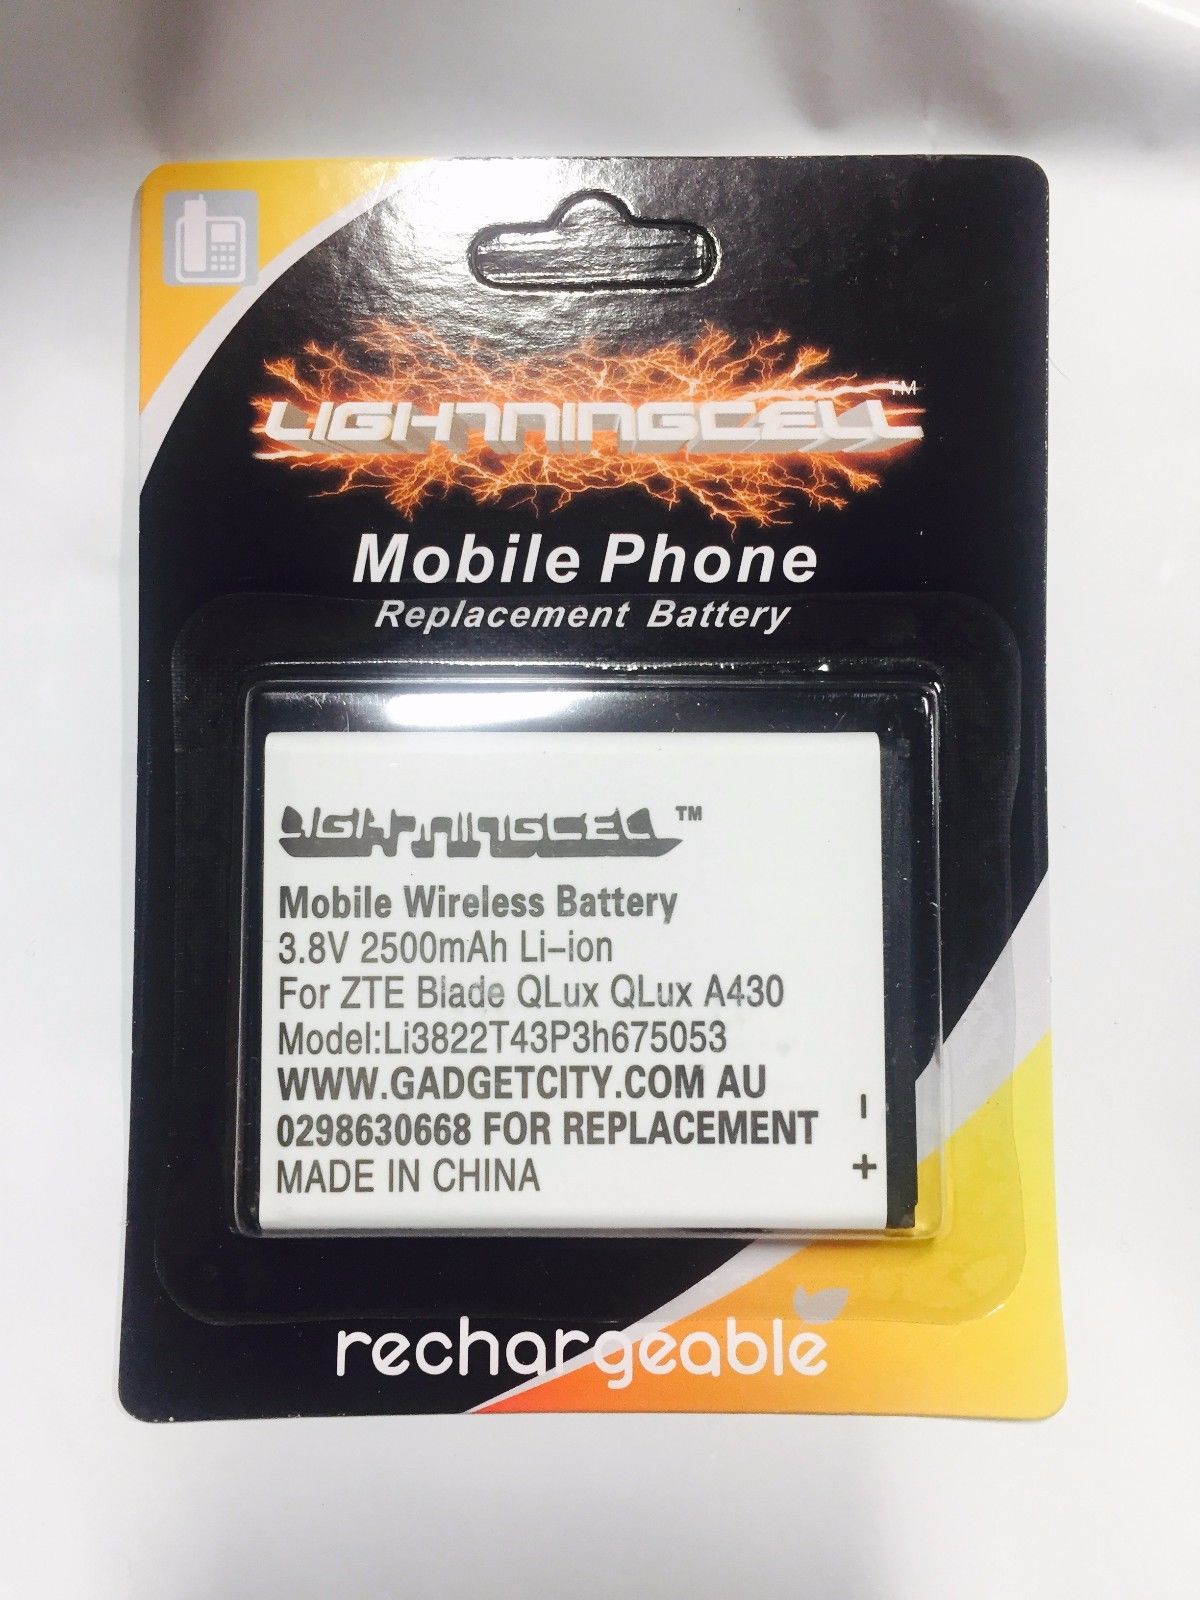 LIGHTNINGCELL™
Mobile Phone
Replacement Battery
LIGHTNINGCELL™
Mobile Wireless Battery
3.8V 2500mAh Li-ion
For ZTE Blade QLux QLux A430
Model:Li3822T43P3h675053
WWW.GADGETCITY.COM AU
0298630668 FOR REPLACEMENT
MADE IN CHINA
-
+
rechargeable